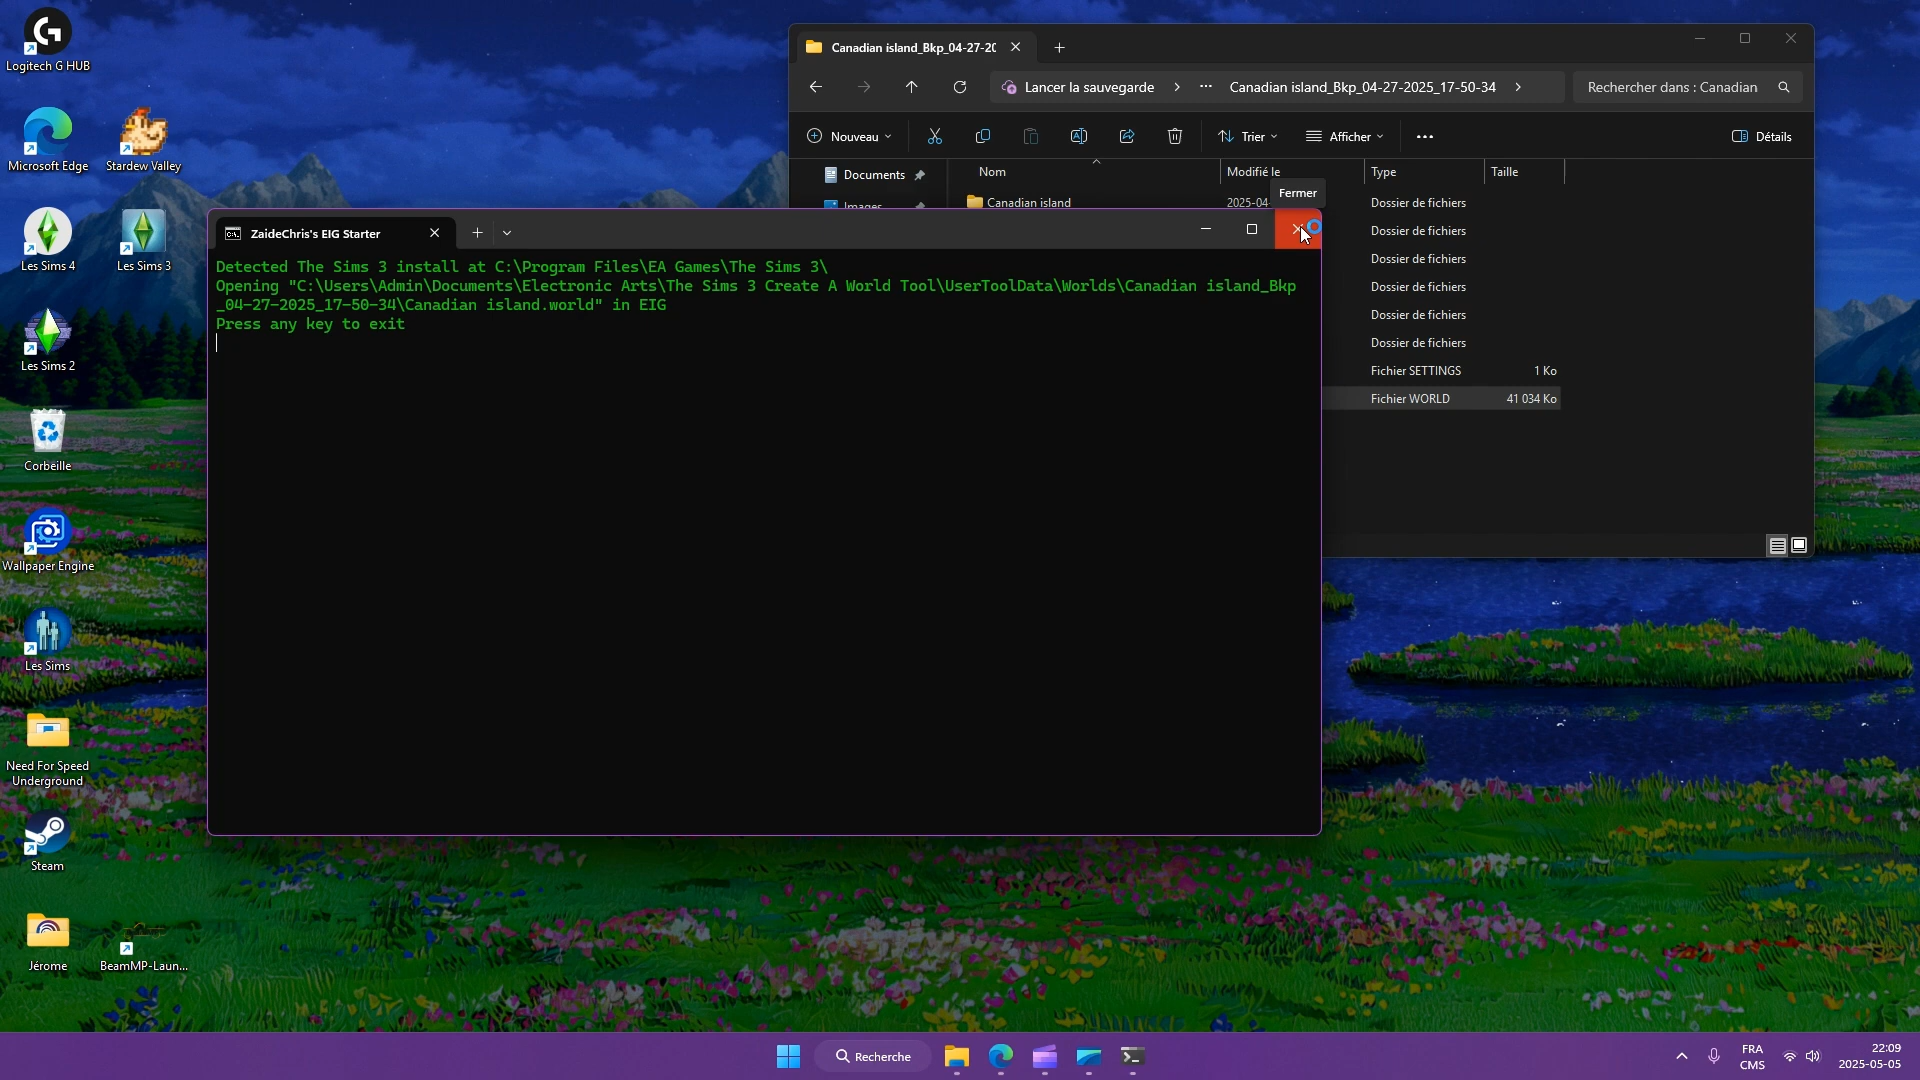 Logitech G HUB
Microsoft Edge
Stardew Valley
Les Sims 4
Les Sims 3
Les Sims 2
Corbeille
Wallpaper Engine
Les Sims
Need For Speed
Underground
Steam
Jérome
BeamMP-Laun...
Canadian island_Bkp_04-27-20
Lancer la sauvegarde
Canadian island_Bkp_04-27-2025_17-50-34
Rechercher dans : Canadian
Nouveau
Trier
Afficher
Détails
Documents
Images
Nom
Modifié le
Type
Taille
Canadian island
2025-04-
Dossier de fichiers
Dossier de fichiers
Dossier de fichiers
Dossier de fichiers
Dossier de fichiers
Dossier de fichiers
Fichier SETTINGS
1 Ko
Fichier WORLD
41 034 Ko
Fermer
ZaideChris's EIG Starter
Detected The Sims 3 install at C:\Program Files\EA Games\The Sims 3\
Opening "C:\Users\Admin\Documents\Electronic Arts\The Sims 3 Create A World Tool\UserToolData\Worlds\Canadian island_Bkp
_04-27-2025_17-50-34\Canadian island.world" in EIG
Press any key to exit
Recherche
FRA
CMS
22:09
2025-05-05